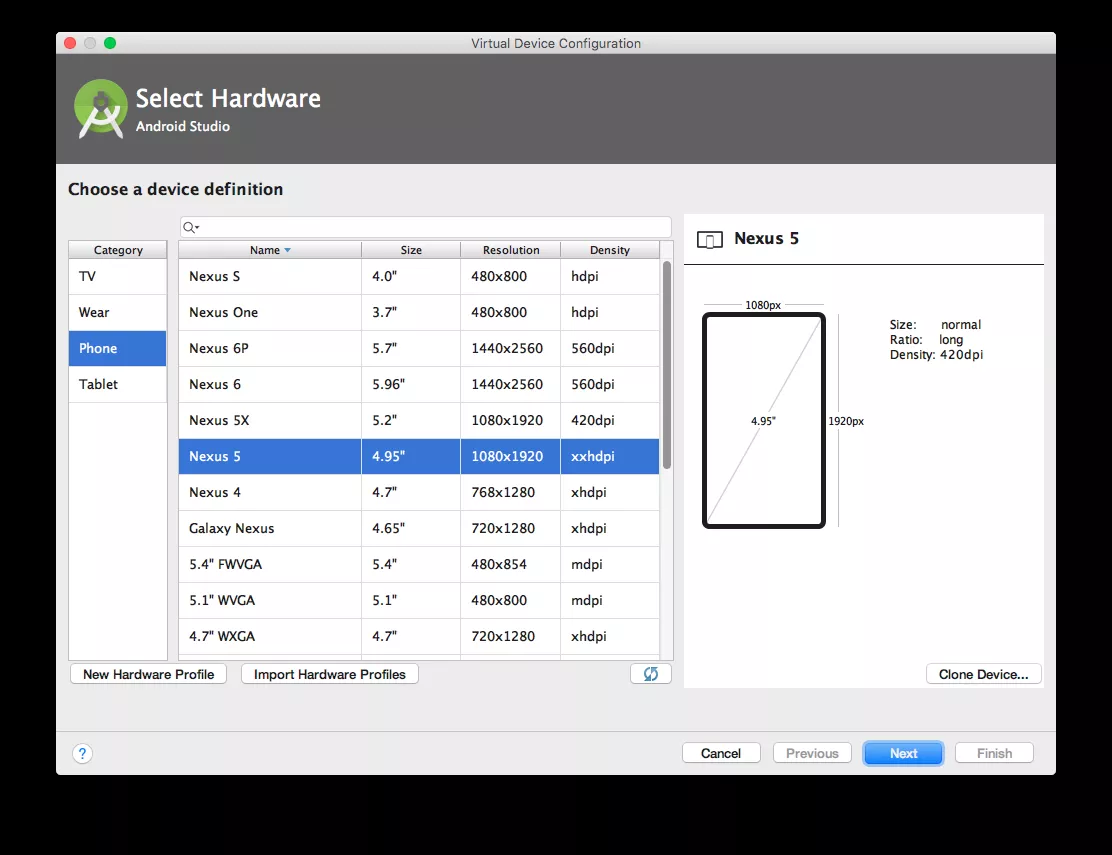 Virtual Device Configuration
Select Hardware
Android Studio
Choose a device definition
Category
TV
Wear
Phone
Tablet
Name Size Resolution Density
Nexus S 4.0" 480x800 hdpi
Nexus One 3.7" 480x800 hdpi
Nexus 6P 5.7" 1440x2560 560dpi
Nexus 6 5.96" 1440x2560 560dpi
Nexus 5X 5.2" 1080x1920 420dpi
Nexus 5 4.95" 1080x1920 xxhdpi
Nexus 4 4.7" 768x1280 xhdpi
Galaxy Nexus 4.65" 720x1280 xhdpi
5.4" FWVGA 5.4" 480x854 mdpi
5.1" WVGA 5.1" 480x800 mdpi
4.7" WXGA 4.7" 720x1280 xhdpi
New Hardware Profile Import Hardware Profiles
Nexus 5
1080px
4.95"
1920px
Size: normal
Ratio: long
Density: 420dpi
Clone Device...
? Cancel Previous Next Finish